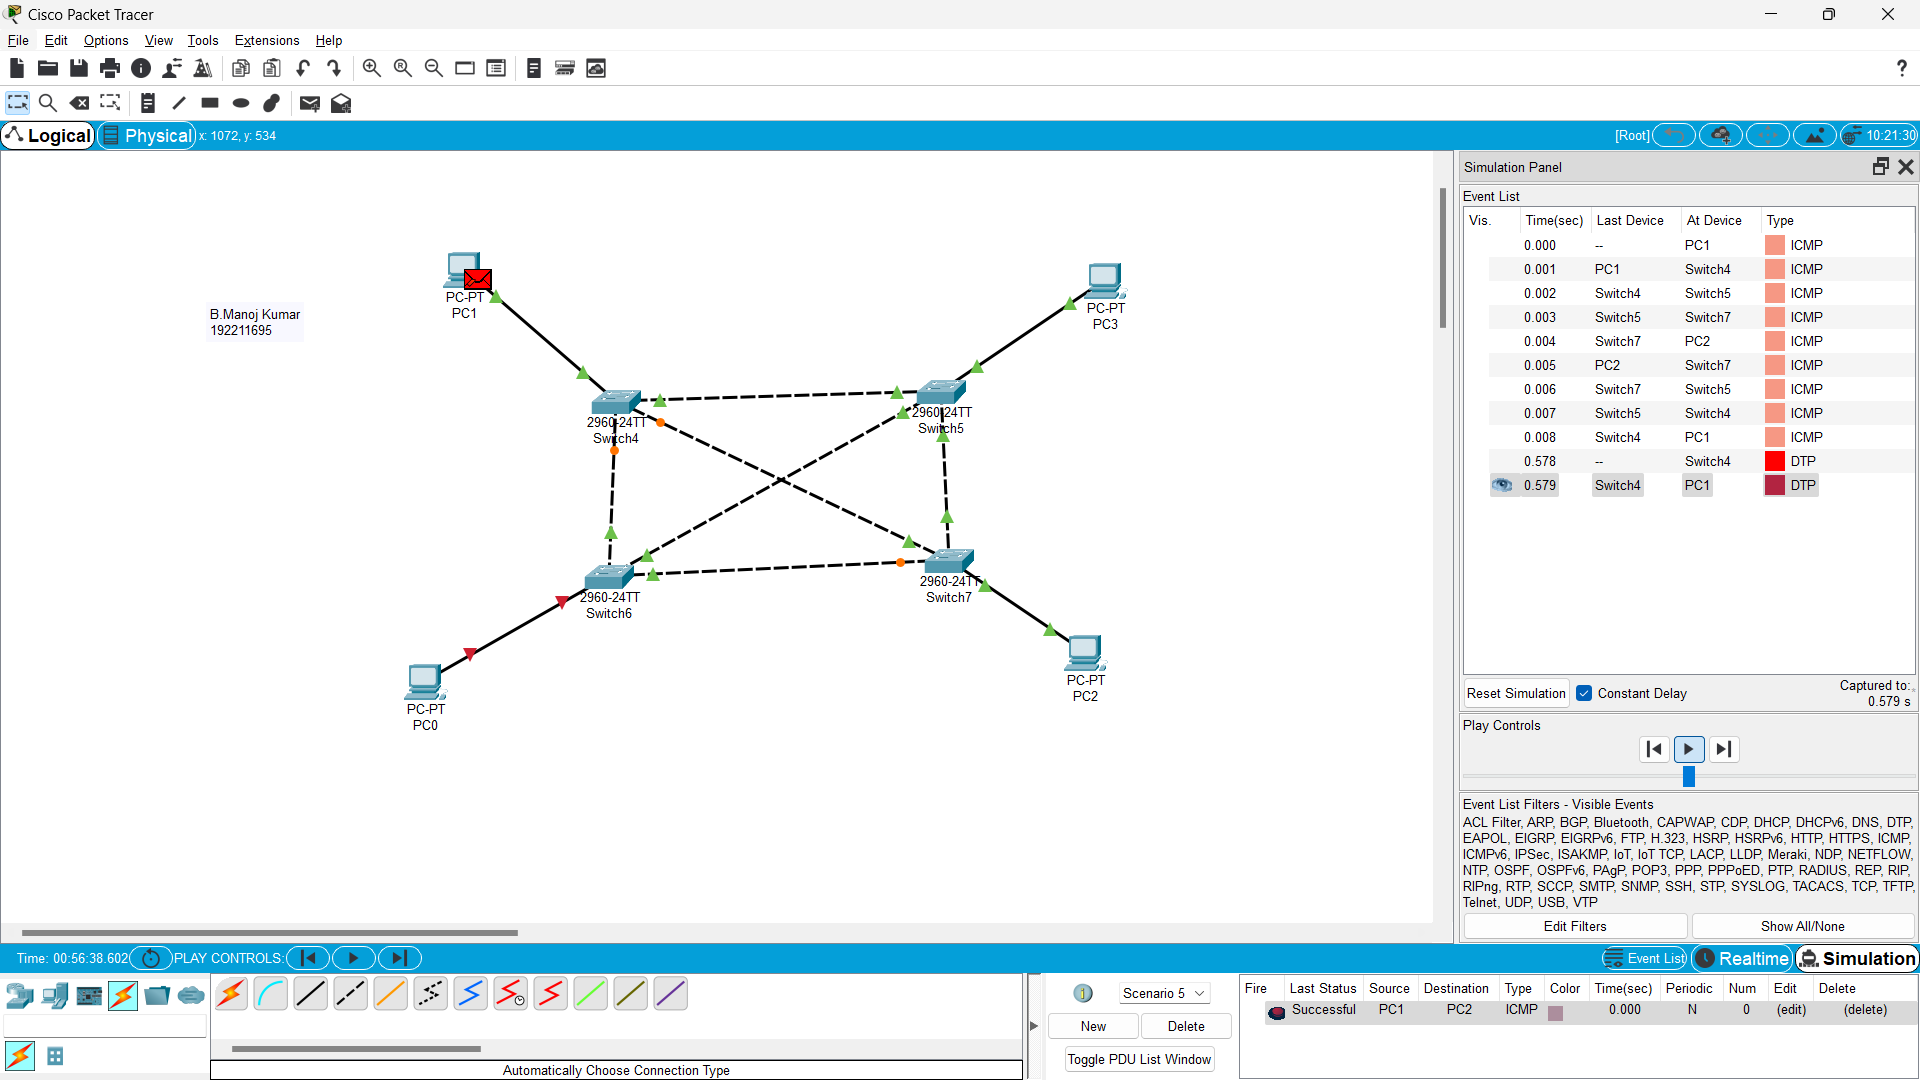 Cisco Packet Tracer
File Edit Options View Tools Extensions Help
Logical Physical x: 1072, y: 534 [Root] 10:21:30
B.Manoj Kumar
192211695
PC-PT
PC1
PC-PT
PC3
2960-24TT
Switch4
2960-24TT
Switch5
2960-24TT
Switch6
2960-24TT
Switch7
PC-PT
PC0
PC-PT
PC2
Simulation Panel
Event List
Vis. Time(sec) Last Device At Device Type
0.000 -- PC1 ICMP
0.001 PC1 Switch4 ICMP
0.002 Switch4 Switch5 ICMP
0.003 Switch5 Switch7 ICMP
0.004 Switch7 PC2 ICMP
0.005 PC2 Switch7 ICMP
0.006 Switch7 Switch5 ICMP
0.007 Switch5 Switch4 ICMP
0.008 Switch4 PC1 ICMP
0.578 -- Switch4 DTP
0.579 Switch4 PC1 DTP
Reset Simulation Constant Delay Captured to:
0.579 s
Play Controls
Event List Filters - Visible Events
ACL Filter, ARP, BGP, Bluetooth, CAPWAP, CDP, DHCP, DHCPv6, DNS, DTP,
EAPOL, EIGRP, EIGRPv6, FTP, H.323, HSRP, HSRPv6, HTTP, HTTPS, ICMP,
ICMPv6, IPSec, ISAKMP, IoT, IoT TCP, LACP, LLDP, Meraki, NDP, NETFLOW,
NTP, OSPF, OSPFv6, PAgP, POP3, PPP, PPPoED, PTP, RADIUS, REP, RIP,
RIPng, RTP, SCCP, SMTP, SNMP, SSH, STP, SYSLOG, TACACS, TCP, TFTP,
Telnet, UDP, USB, VTP
Edit Filters Show All/None
Time: 00:56:38.602 PLAY CONTROLS: Event List Realtime Simulation
Scenario 5
New Delete
Toggle PDU List Window
Fire Last Status Source Destination Type Color Time(sec) Periodic Num Edit Delete
Successful PC1 PC2 ICMP 0.000 N 0 (edit) (delete)
Automatically Choose Connection Type